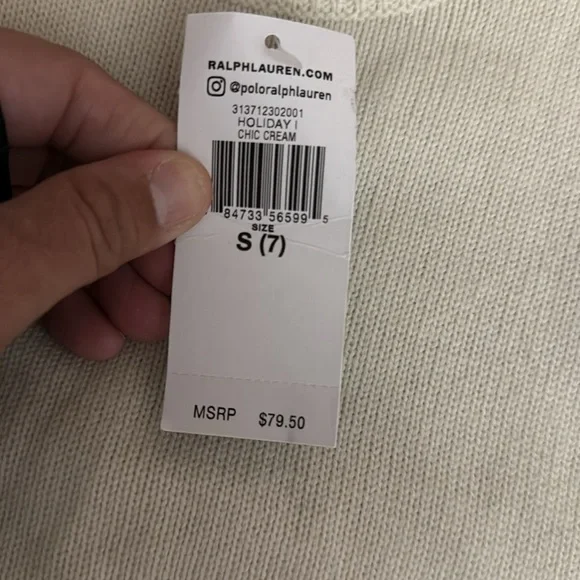 RALPHLAUREN.COM
@poloralphlauren
313712302001
HOLIDAY I
CHIC CREAM
84733 56599 5
SIZE
S (7)
MSRP $79.50